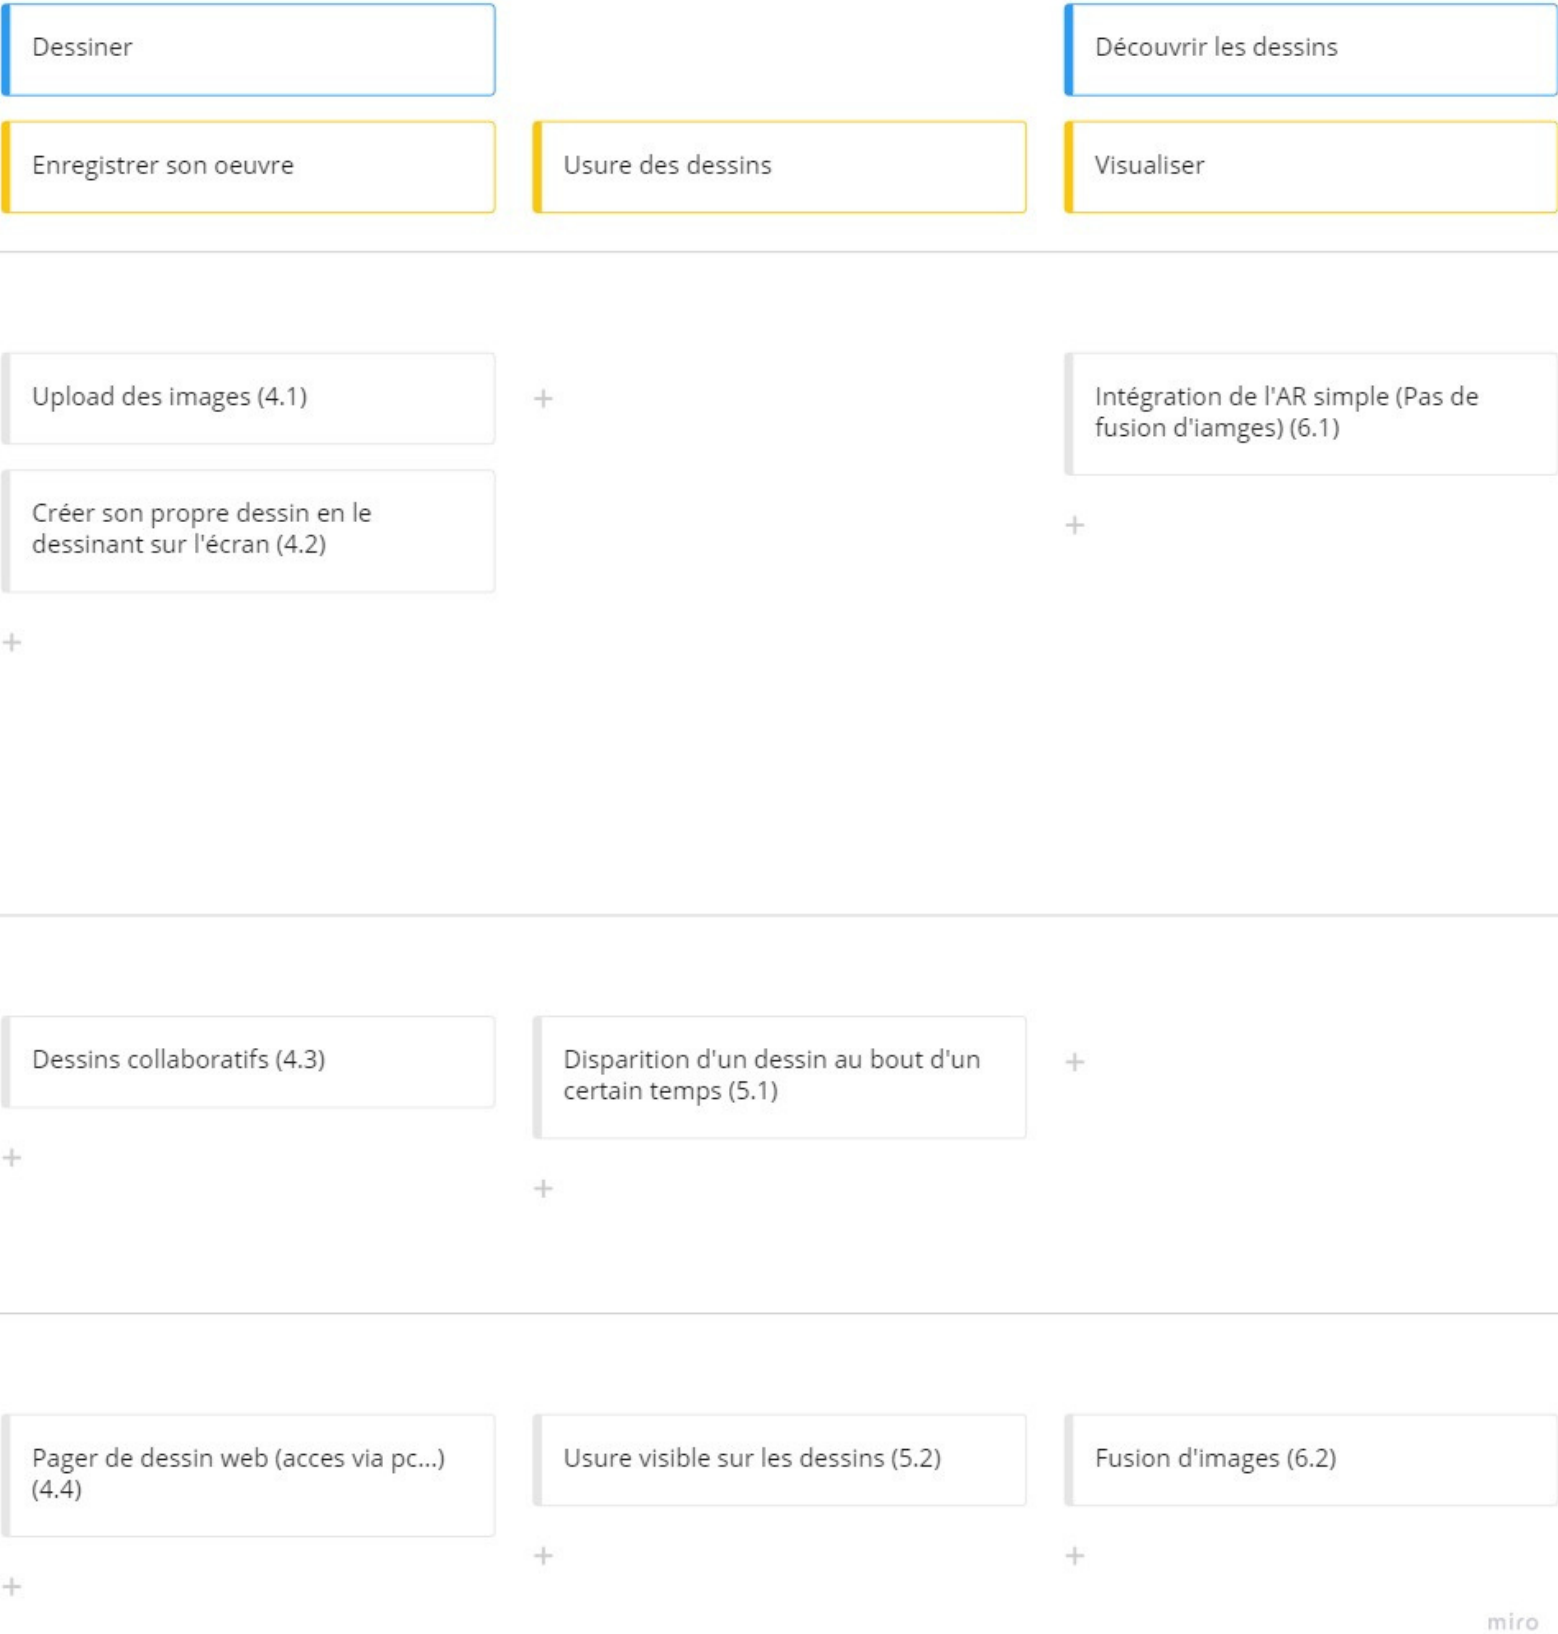 Dessiner
Découvrir les dessins
Enregistrer son oeuvre
Usure des dessins
Visualiser
Upload des images (4.1)
+
Intégration de l'AR simple (Pas de
fusion d'iamges) (6.1)
Créer son propre dessin en le
dessinant sur l'écran (4.2)
+
+
Dessins collaboratifs (4.3)
Disparition d'un dessin au bout d'un
certain temps (5.1)
+
+
+
Pager de dessin web (acces via pc...)
(4.4)
Usure visible sur les dessins (5.2)
Fusion d'images (6.2)
+
+
+
miro